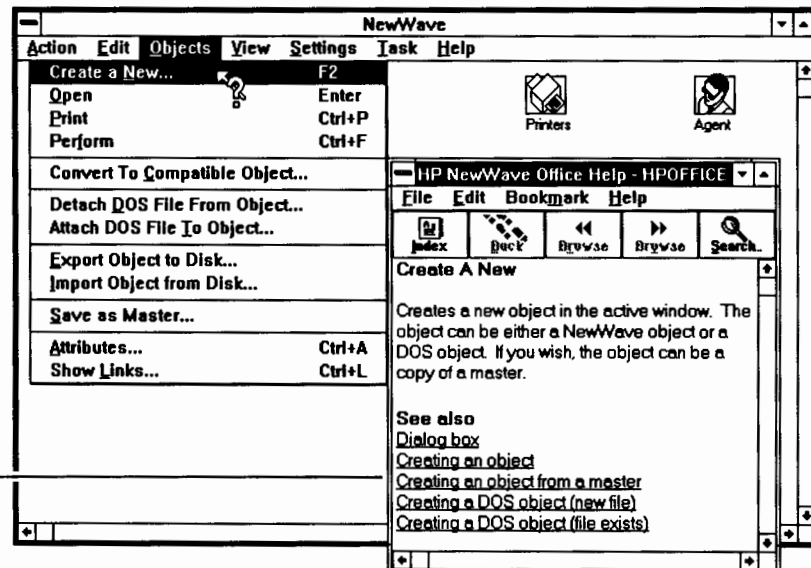 NewWave
Action Edit Objects View Settings Task Help
Create a New... F2
Open Enter
Print Ctrl+P
Perform Ctrl+F
Convert To Compatible Object...
Detach DOS File From Object...
Attach DOS File To Object...
Export Object to Disk...
Import Object from Disk...
Save as Master...
Attributes... Ctrl+A
Show Links... Ctrl+L
Printers
Agent
HP NewWave Office Help - HPOFFICE
File Edit Bookmark Help
Index Back Browse Browse Search..
Create A New
Creates a new object in the active window. The
object can be either a NewWave object or a
DOS object. If you wish, the object can be a
copy of a master.
See also
Dialog box
Creating an object
Creating an object from a master
Creating a DOS object (new file)
Creating a DOS object (file exists)